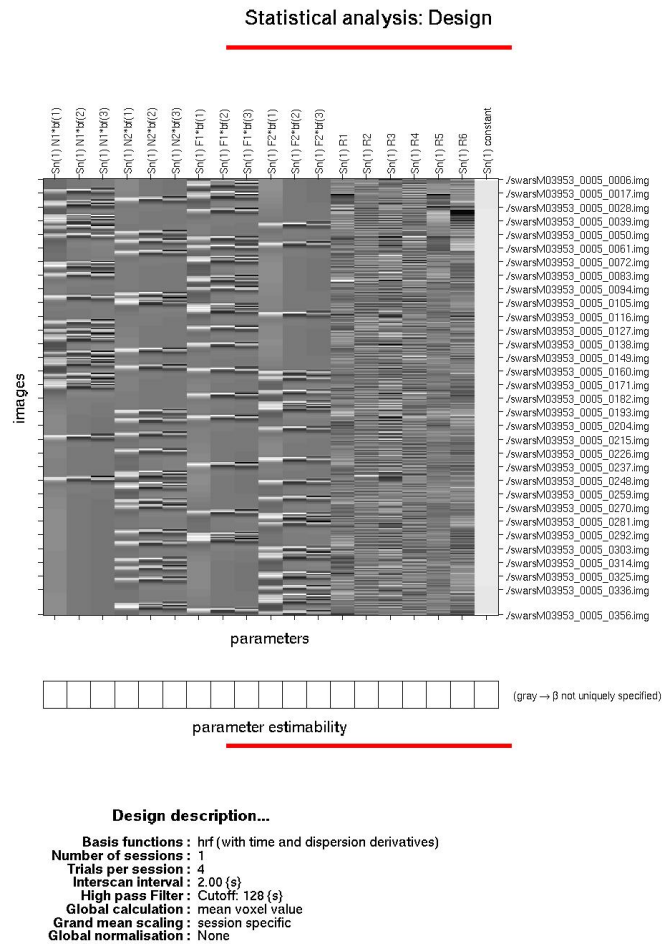 Statistical analysis: Design
Sn(1) N1*bf(1)
Sn(1) N1*bf(2)
Sn(1) N1*bf(3)
Sn(1) N2*bf(1)
Sn(1) N2*bf(2)
Sn(1) N2*bf(3)
Sn(1) F1*bf(1)
Sn(1) F1*bf(2)
Sn(1) F1*bf(3)
Sn(1) F2*bf(1)
Sn(1) F2*bf(2)
Sn(1) F2*bf(3)
Sn(1) R1
Sn(1) R2
Sn(1) R3
Sn(1) R4
Sn(1) R5
Sn(1) R6
Sn(1) constant
images
./swarsM03953_0005_0006.img
./swarsM03953_0005_0017.img
./swarsM03953_0005_0028.img
./swarsM03953_0005_0039.img
./swarsM03953_0005_0050.img
./swarsM03953_0005_0061.img
./swarsM03953_0005_0072.img
./swarsM03953_0005_0083.img
./swarsM03953_0005_0094.img
./swarsM03953_0005_0105.img
./swarsM03953_0005_0116.img
./swarsM03953_0005_0127.img
./swarsM03953_0005_0138.img
./swarsM03953_0005_0149.img
./swarsM03953_0005_0160.img
./swarsM03953_0005_0171.img
./swarsM03953_0005_0182.img
./swarsM03953_0005_0193.img
./swarsM03953_0005_0204.img
./swarsM03953_0005_0215.img
./swarsM03953_0005_0226.img
./swarsM03953_0005_0237.img
./swarsM03953_0005_0248.img
./swarsM03953_0005_0259.img
./swarsM03953_0005_0270.img
./swarsM03953_0005_0281.img
./swarsM03953_0005_0292.img
./swarsM03953_0005_0303.img
./swarsM03953_0005_0314.img
./swarsM03953_0005_0325.img
./swarsM03953_0005_0336.img
./swarsM03953_0005_0356.img
parameters
(gray → β not uniquely specified)
parameter estimability
Design description...
Basis functions : hrf (with time and dispersion derivatives)
Number of sessions : 1
Trials per session : 4
Interscan interval : 2.00 {s}
High pass Filter : Cutoff: 128 {s}
Global calculation : mean voxel value
Grand mean scaling : session specific
Global normalisation : None